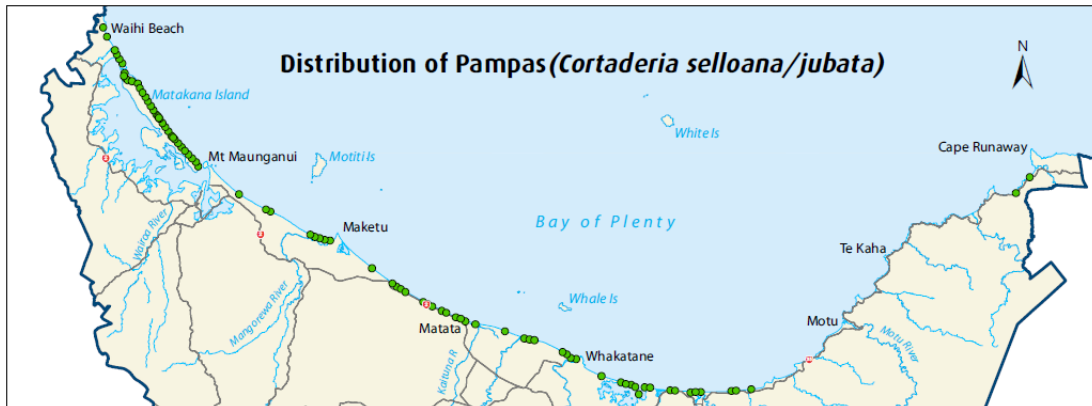 Waihi Beach
Distribution of Pampas(Cortaderia selloana/jubata)
N
Matakana Island
White Is
Cape Runaway
Mt Maunganui
Motiti Is
Wairoa River
Maketu
Bay of Plenty
Te Kaha
Mangorewa River
Whale Is
Matata
Motu
Motu River
Kaituna R
Whakatane